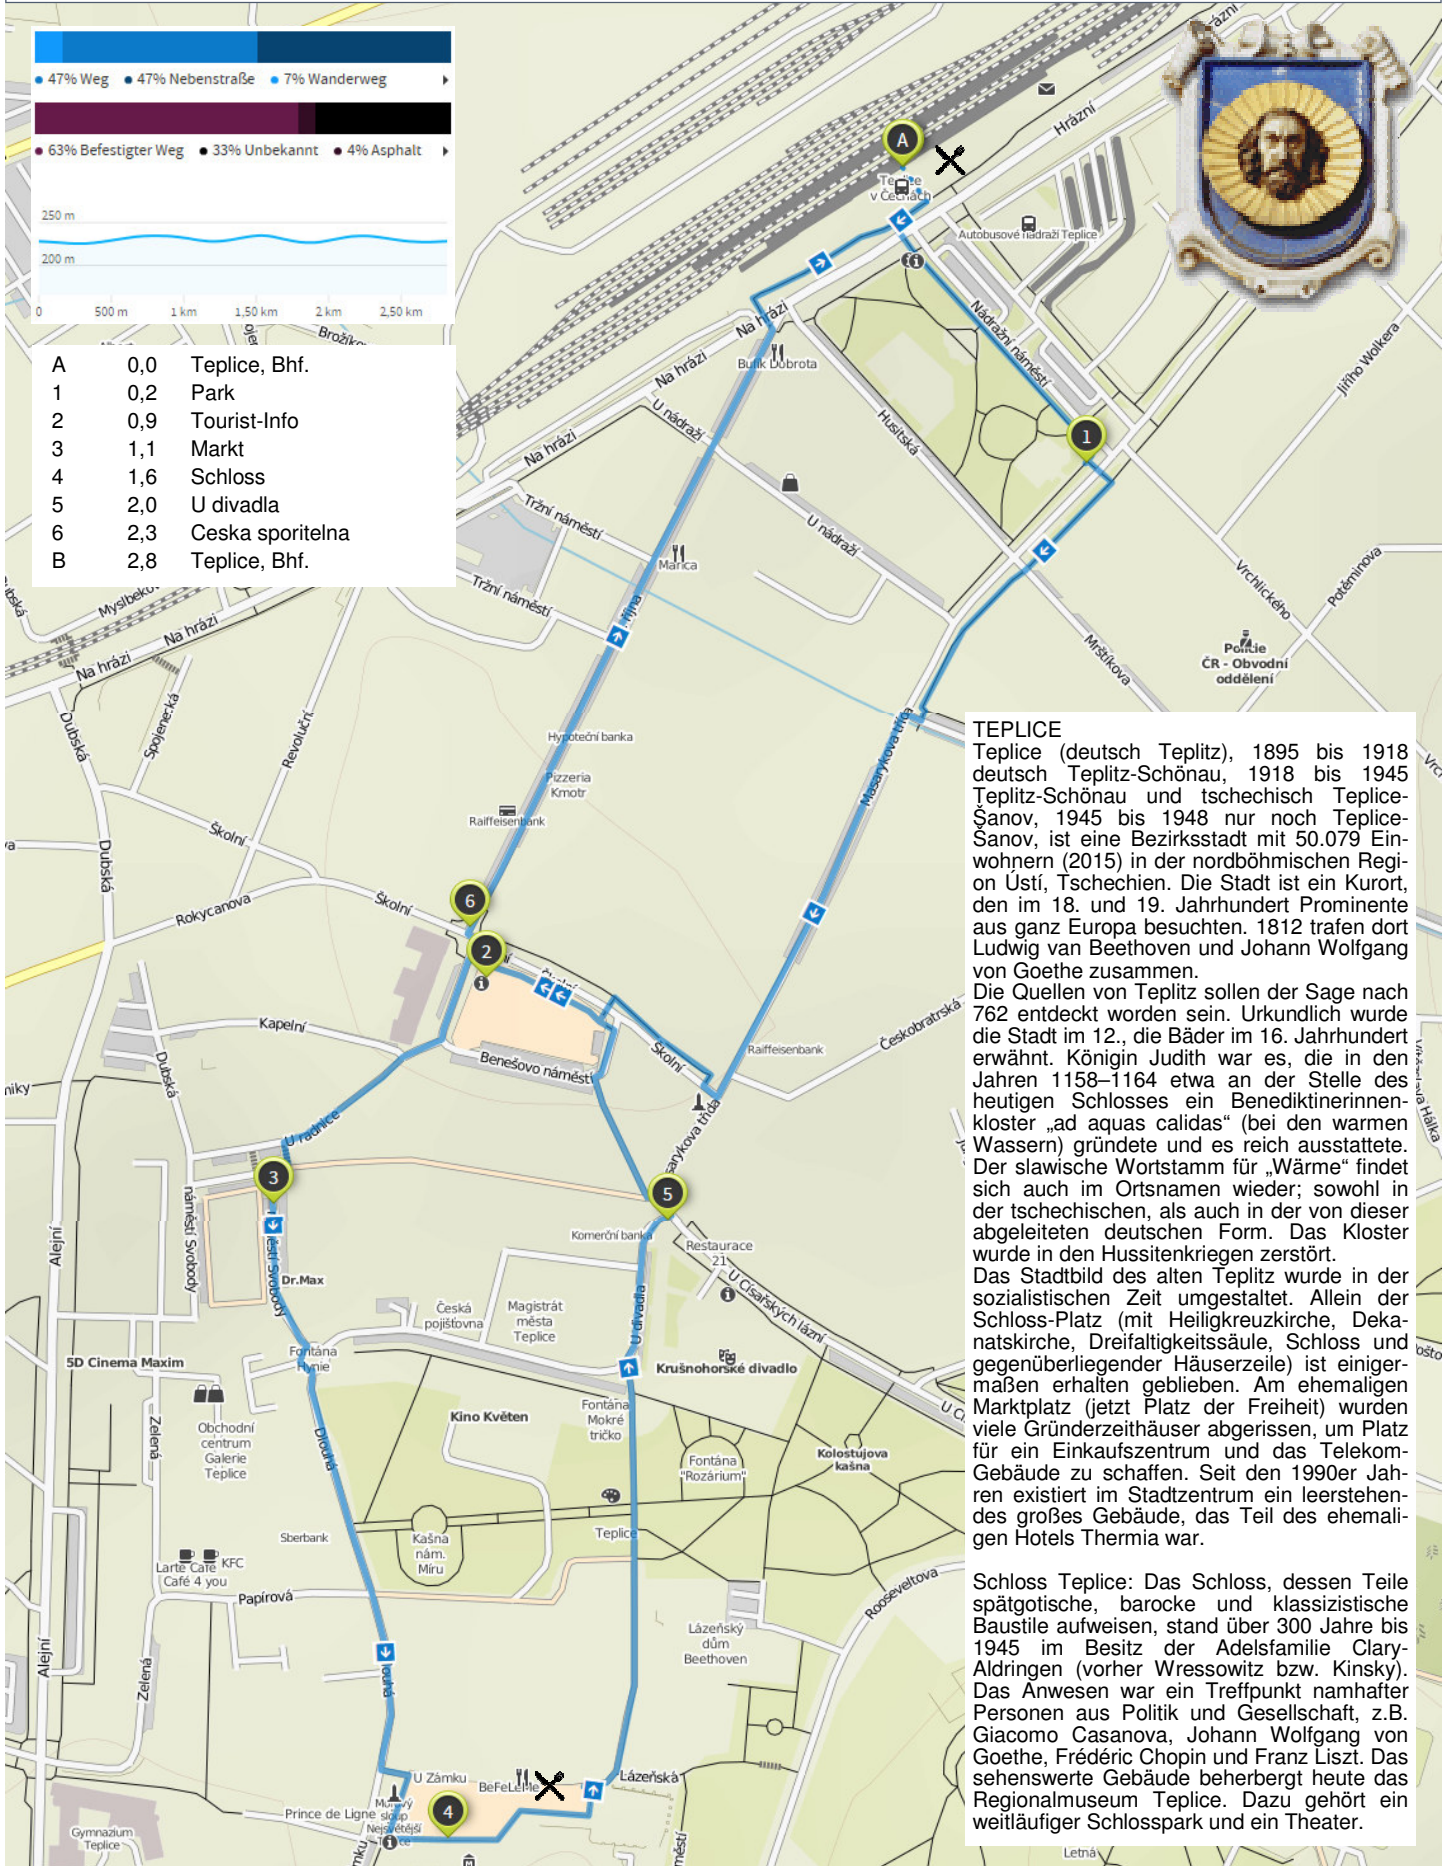 47% Weg 47% Nebenstraße 7% Wanderweg
63% Befestigter Weg 33% Unbekannt 4% Asphalt
250 m
200 m
0 500 m 1 km 1,50 km 2 km 2,50 km
A 0,0 Teplice, Bhf.
1 0,2 Park
2 0,9 Tourist-Info
3 1,1 Markt
4 1,6 Schloss
5 2,0 U divadla
6 2,3 Ceska sporitelna
B 2,8 Teplice, Bhf.
A
Teplice
v Čechách
Hrázní
Autobusové nádraží Teplice
Nádražní náměstí
Jiřího Wolkera
Na hrázi
Bufík Dobrota
Na hrázi
U nádraží
Husitská
1
Na hrázi
Tržní náměstí
U nádraží
Marica
Tržní náměstí
Vrchlického
Potěminova
Mrštíkova
Policie
ČR - Obvodní
oddělení
října
Na hrázi
Na hrázi
Dubská
Spojenecká
Revoluční
Hypoteční banka
Pizzeria
Kmotr
Raiffeisenbank
Masarykova třída
Školní
Dubská
Rokycanova
Školní
6
2
Školní
Kapelní
Benešovo náměstí
Školní
Raiffeisenbank
Českobratrská
Dubská
U radnice
3
5
náměstí Svobody
Alejní
Dr.Max
Komerční banka
Restaurace
21
U Císařských lázní
U divadla
Česká
pojišťovna
Magistrát
města
Teplice
Fontána
Hynie
5D Cinema Maxim
Krušnohorské divadlo
Kino Květen
Fontána
Mokré
tričko
Obchodní
centrum
Galerie
Teplice
Zelená
Dlouhá
Fontána
"Rozárium"
Kolostujova
kašna
Sberbank
Kašna
nám.
Míru
Teplice
Larte Café KFC
Café 4 you
Papírová
Rooseveltova
Lázeňský
dům
Beethoven
Alejní
Zelená
U Zámku
BeFeLeMe
Lázeňská
Prince de Ligne
Morový
sloup
Nejsvětější
4
Gymnazium
Teplice
Letná
TEPLICE
Teplice (deutsch Teplitz), 1895 bis 1918
deutsch Teplitz-Schönau, 1918 bis 1945
Teplitz-Schönau und tschechisch Teplice-
Šanov, 1945 bis 1948 nur noch Teplice-
Šanov, ist eine Bezirksstadt mit 50.079 Ein-
wohnern (2015) in der nordböhmischen Regi-
on Ústí, Tschechien. Die Stadt ist ein Kurort,
den im 18. und 19. Jahrhundert Prominente
aus ganz Europa besuchten. 1812 trafen dort
Ludwig van Beethoven und Johann Wolfgang
von Goethe zusammen.
Die Quellen von Teplitz sollen der Sage nach
762 entdeckt worden sein. Urkundlich wurde
die Stadt im 12., die Bäder im 16. Jahrhundert
erwähnt. Königin Judith war es, die in den
Jahren 1158–1164 etwa an der Stelle des
heutigen Schlosses ein Benediktinerinnen-
kloster „ad aquas calidas“ (bei den warmen
Wassern) gründete und es reich ausstattete.
Der slawische Wortstamm für „Wärme“ findet
sich auch im Ortsnamen wieder; sowohl in
der tschechischen, als auch in der von dieser
abgeleiteten deutschen Form. Das Kloster
wurde in den Hussitenkriegen zerstört.
Das Stadtbild des alten Teplitz wurde in der
sozialistischen Zeit umgestaltet. Allein der
Schloss-Platz (mit Heiligkreuzkirche, Deka-
natskirche, Dreifaltigkeitssäule, Schloss und
gegenüberliegender Häuserzeile) ist einiger-
maßen erhalten geblieben. Am ehemaligen
Marktplatz (jetzt Platz der Freiheit) wurden
viele Gründerzeithäuser abgerissen, um Platz
für ein Einkaufszentrum und das Telekom-
Gebäude zu schaffen. Seit den 1990er Jah-
ren existiert im Stadtzentrum ein leerstehen-
des großes Gebäude, das Teil des ehemali-
gen Hotels Thermia war.
Schloss Teplice: Das Schloss, dessen Teile
spätgotische, barocke und klassizistische
Baustile aufweisen, stand über 300 Jahre bis
1945 im Besitz der Adelsfamilie Clary-
Aldringen (vorher Wressowitz bzw. Kinsky).
Das Anwesen war ein Treffpunkt namhafter
Personen aus Politik und Gesellschaft, z.B.
Giacomo Casanova, Johann Wolfgang von
Goethe, Frédéric Chopin und Franz Liszt. Das
sehenswerte Gebäude beherbergt heute das
Regionalmuseum Teplice. Dazu gehört ein
weitläufiger Schlosspark und ein Theater.